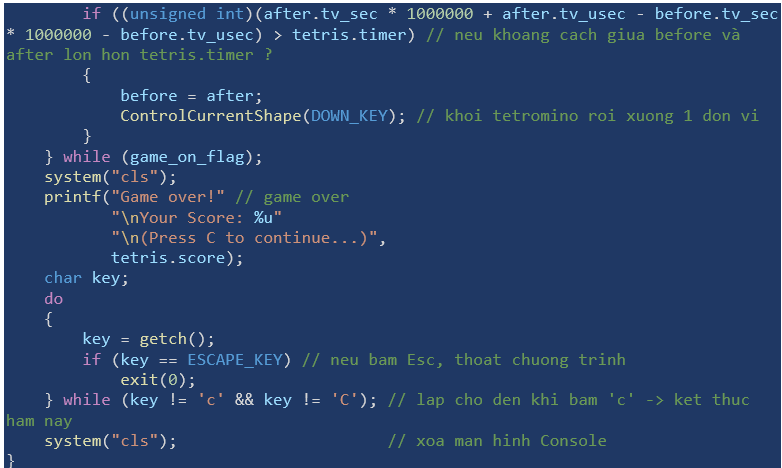 if ((unsigned int)(after.tv_sec * 1000000 + after.tv_usec - before.tv_sec
* 1000000 - before.tv_usec) > tetris.timer) // neu khoang cach giua before và
after lon hon tetris.timer ?
        {
            before = after;
            ControlCurrentShape(DOWN_KEY); // khoi tetromino roi xuong 1 don vi
        }
    } while (game_on_flag);
    system("cls");
    printf("Game over!" // game over
           "\nYour Score: %u"
           "\n(Press C to continue...)",
           tetris.score);
    char key;
    do
    {
        key = getch();
        if (key == ESCAPE_KEY) // neu bam Esc, thoat chuong trinh
            exit(0);
    } while (key != 'c' && key != 'C'); // lap cho den khi bam 'c' -> ket thuc
ham nay
    system("cls");                      // xoa man hinh Console
}